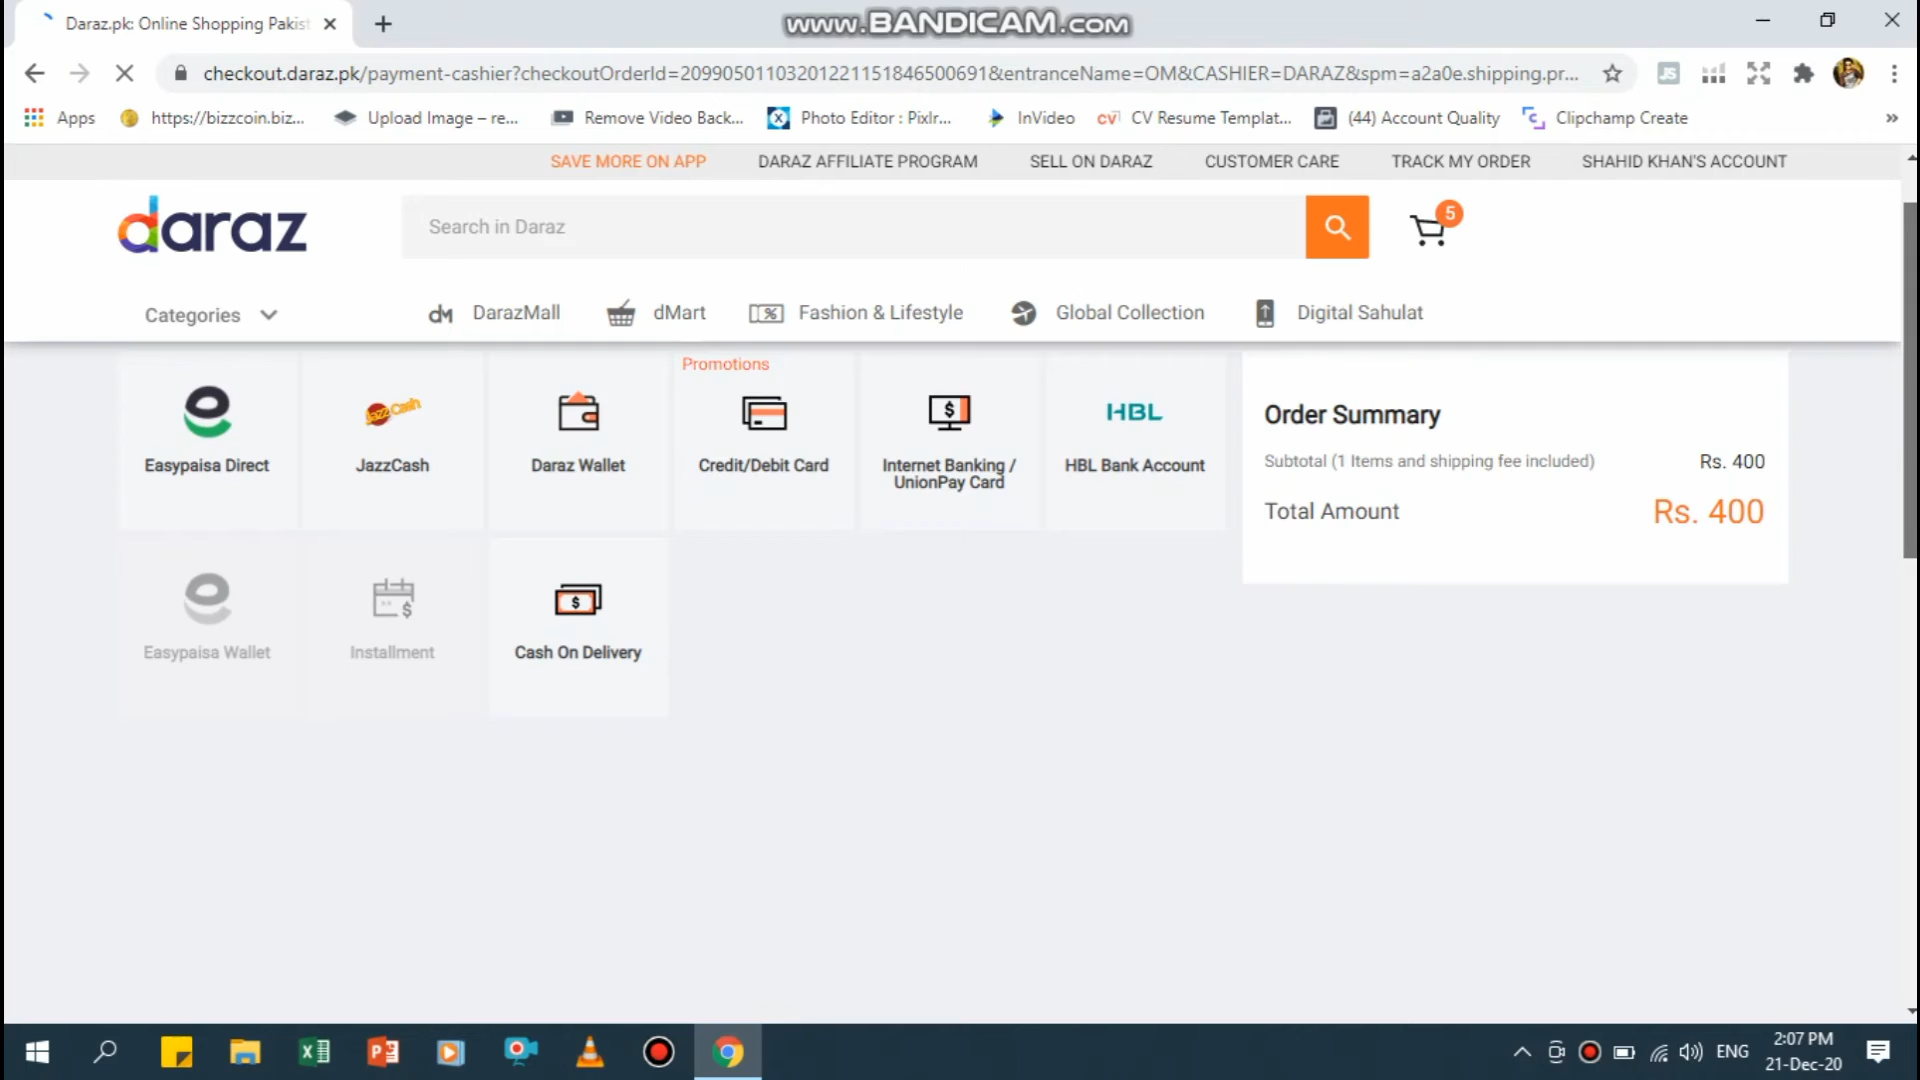 Daraz.pk: Online Shopping Pakist
www.BANDICAM.com
checkout.daraz.pk/payment-cashier?checkoutOrderId=209905011032012211518465006​91&entranceName=OM&CASHIER=DARAZ&spm=a2a0e.shipping.pr...
JS
Apps https://bizzcoin.biz... Upload Image – re... Remove Video Back... Photo Editor : Pixlr... InVideo CV Resume Templat... (44) Account Quality Clipchamp Create »
SAVE MORE ON APP DARAZ AFFILIATE PROGRAM SELL ON DARAZ CUSTOMER CARE TRACK MY ORDER SHAHID KHAN'S ACCOUNT
daraz
Search in Daraz
5
Categories
DarazMall dMart Fashion & Lifestyle Global Collection Digital Sahulat
Promotions
JazzCash
HBL
Easypaisa Direct JazzCash Daraz Wallet Credit/Debit Card Internet Banking / HBL Bank Account
UnionPay Card
Order Summary
Subtotal (1 Items and shipping fee included) Rs. 400
Total Amount Rs. 400
Easypaisa Wallet Installment Cash On Delivery
ENG
2:07 PM
21-Dec-20